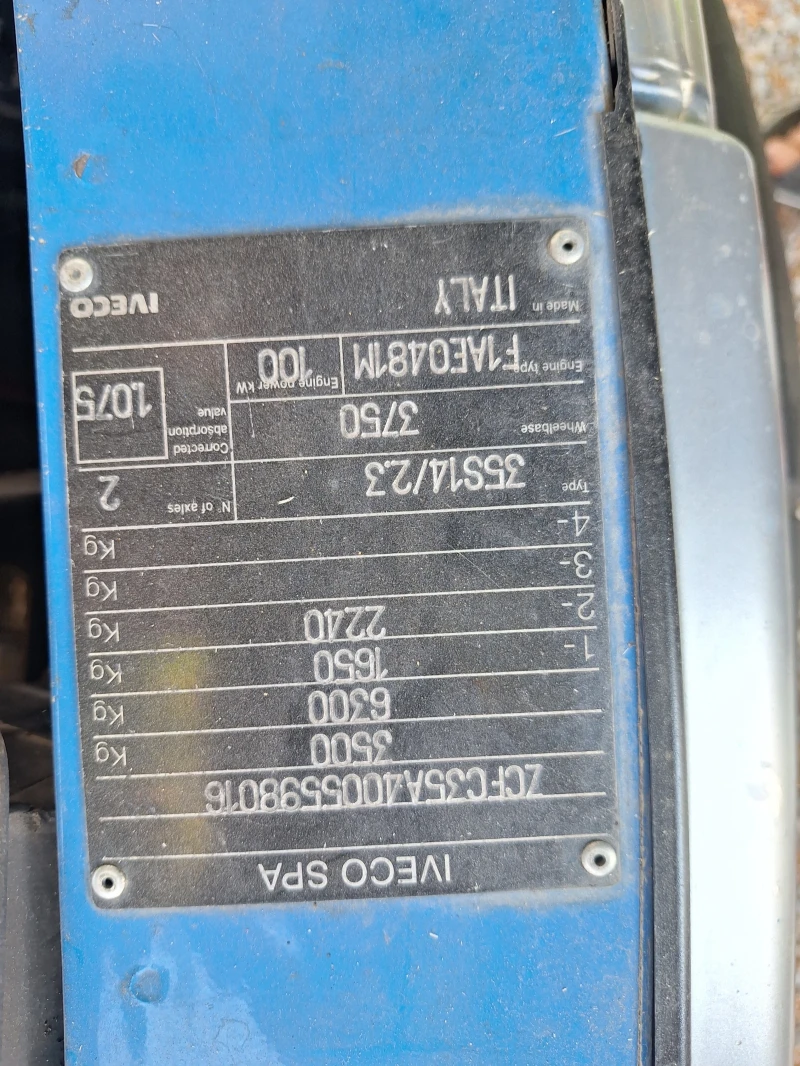 IVECO SPA
ZCFC35A4005598016
3500 Kg
6300 Kg
1- 1650 Kg
2- 2240 Kg
3- Kg
4- Kg
Type 35S14/2.3 N° of axles 2
Wheelbase 3750 Corrected absorption value 1.075
Engine type F1AE0481M Engine power kW 100
Made in ITALY IVECO